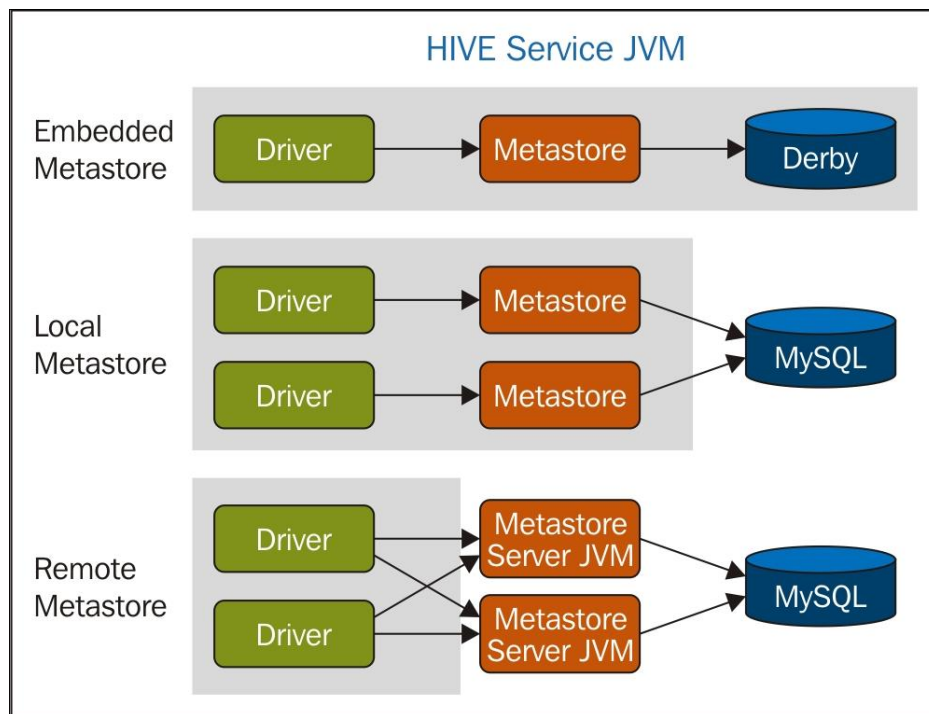 HIVE Service JVM
Embedded
Metastore
Driver
Metastore
Derby
Local
Metastore
Driver
Metastore
Driver
Metastore
MySQL
Remote
Metastore
Driver
Metastore
Server JVM
Driver
Metastore
Server JVM
MySQL